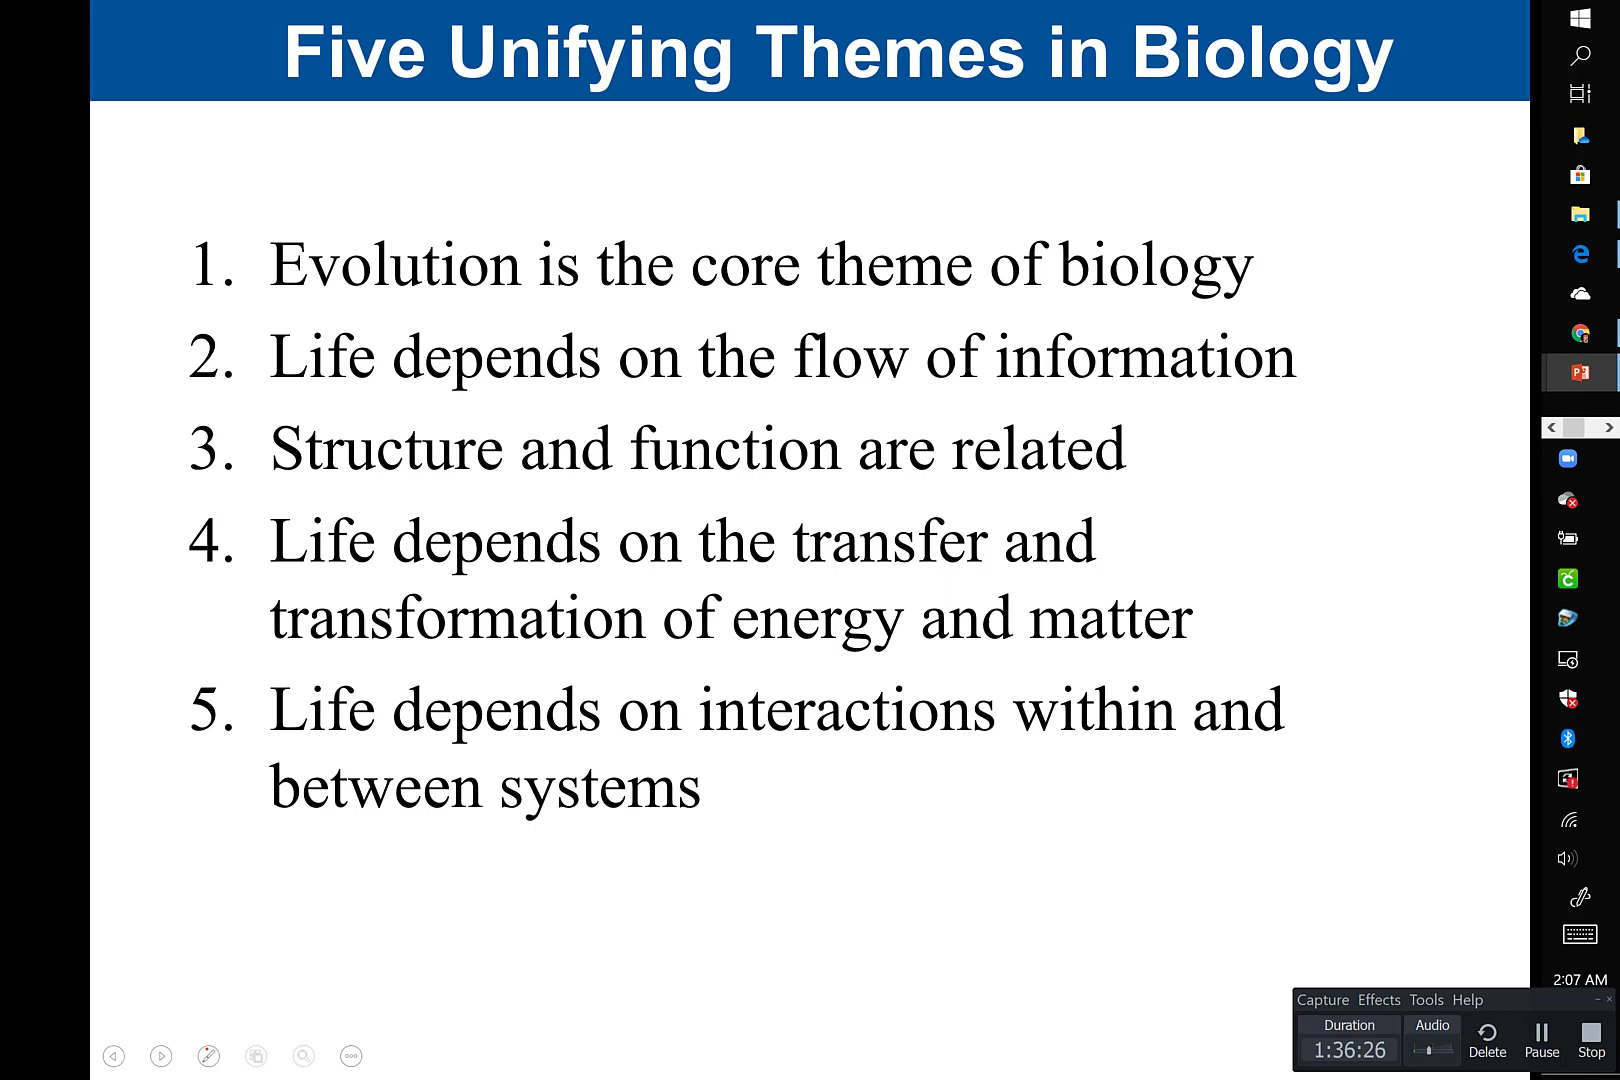 Five Unifying Themes in Biology
1. Evolution is the core theme of biology
2. Life depends on the flow of information
3. Structure and function are related
4. Life depends on the transfer and
transformation of energy and matter
5. Life depends on interactions within and
between systems
2:07 AM
Capture Effects Tools Help
Duration Audio
1:36:26 Delete Pause Stop